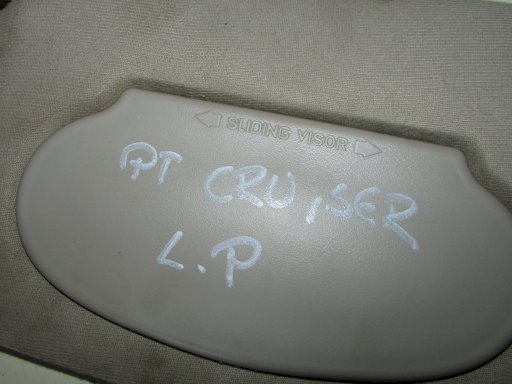 SLIDING VISOR
PT CRUISER
L.P